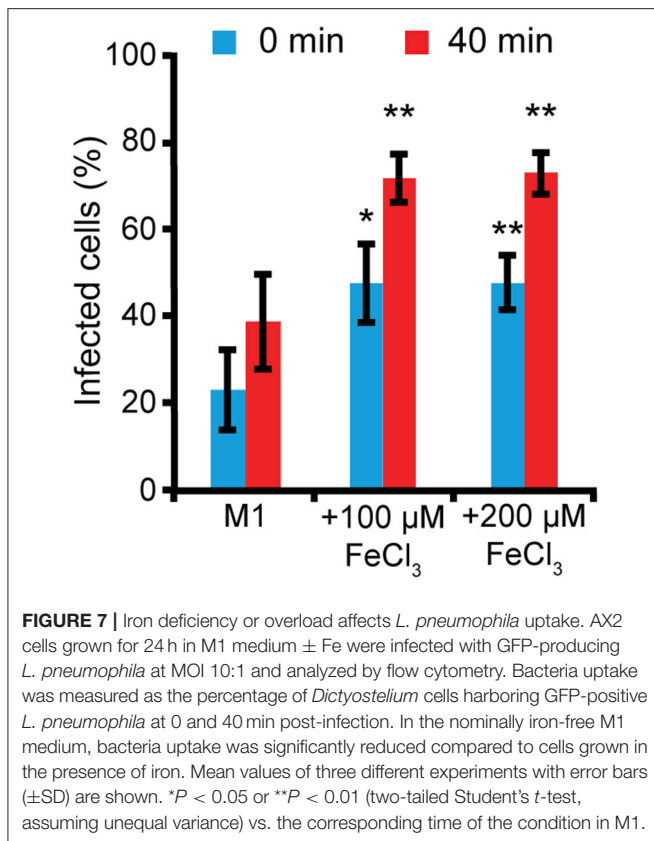 100
0 min
40 min
**
**
80
*
**
60
40
20
0
Infected cells (%)
M1
+100 µM
+200 µM
FeCl₃
FeCl₃
FIGURE 7 | Iron deficiency or overload affects L. pneumophila uptake. AX2
cells grown for 24 h in M1 medium ± Fe were infected with GFP-producing
L. pneumophila at MOI 10:1 and analyzed by flow cytometry. Bacteria uptake
was measured as the percentage of Dictyostelium cells harboring GFP-positive
L. pneumophila at 0 and 40 min post-infection. In the nominally iron-free M1
medium, bacteria uptake was significantly reduced compared to cells grown in
the presence of iron. Mean values of three different experiments with error bars
(±SD) are shown. *P < 0.05 or **P < 0.01 (two-tailed Student's t-test,
assuming unequal variance) vs. the corresponding time of the condition in M1.